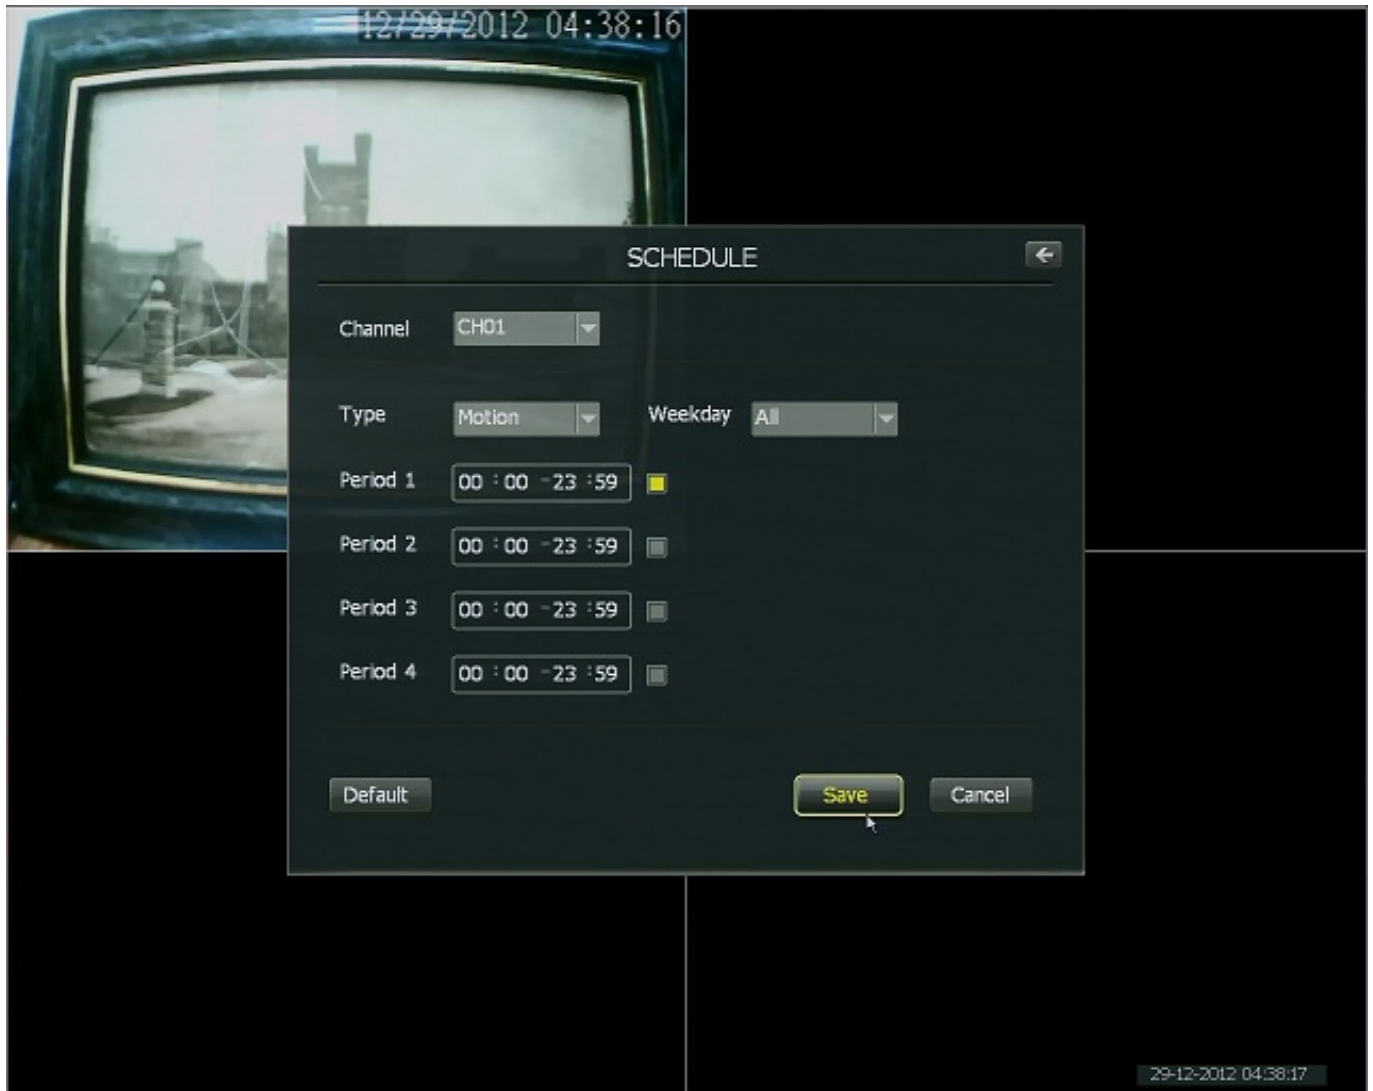 12/29/2012 04:38:16
SCHEDULE
Channel CH01
Type Motion Weekday All
Period 1 00 : 00 - 23 : 59
Period 2 00 : 00 - 23 : 59
Period 3 00 : 00 - 23 : 59
Period 4 00 : 00 - 23 : 59
Default Save Cancel
29-12-2012 04:38:17